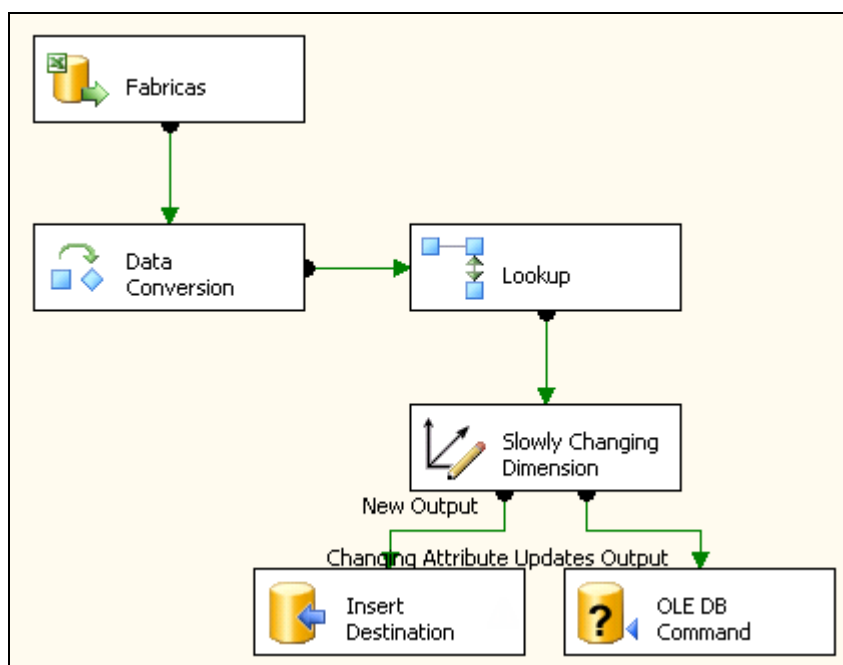 Fabricas
Data
Conversion
Lookup
Slowly Changing
Dimension
New Output
Changing Attribute Updates Output
Insert
Destination
OLE DB
Command